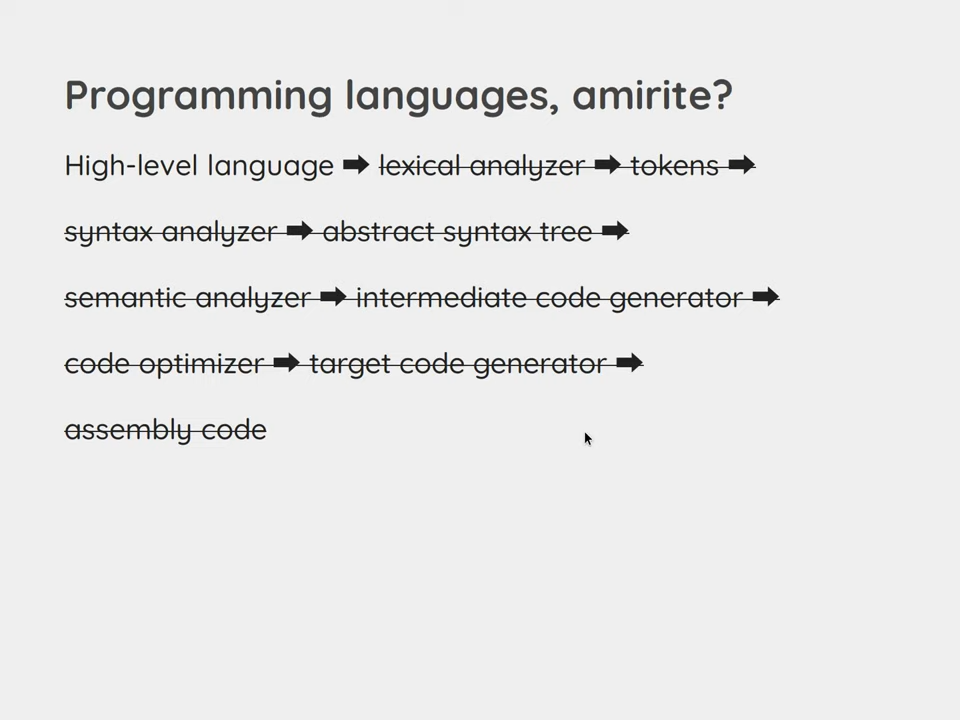 Programming languages, amirite?
High-level language ➡ lexical analyzer ➡ tokens ➡
syntax analyzer ➡ abstract syntax tree ➡
semantic analyzer ➡ intermediate code generator ➡
code optimizer ➡ target code generator ➡
assembly code